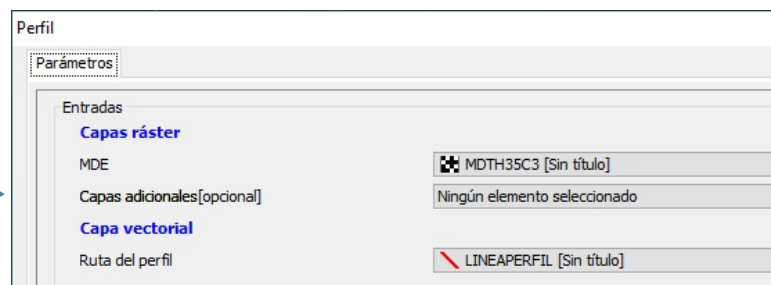 Perfil
Parámetros
Entradas
Capas ráster
MDE MDTH35C3 [Sin título]
Capas adicionales[opcional] Ningún elemento seleccionado
Capa vectorial
Ruta del perfil LINEAPERFIL [Sin título]